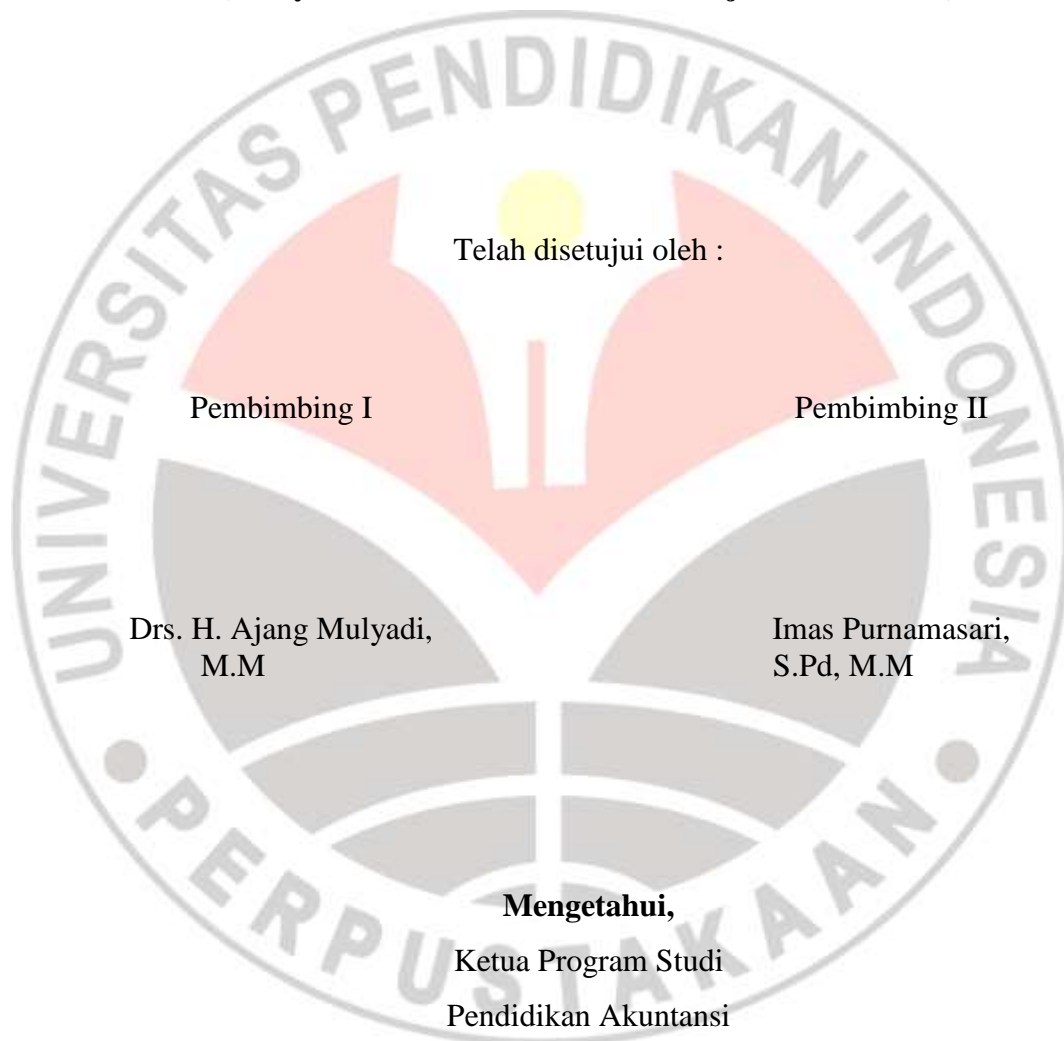 UNIVERSITAS PENDIDIKAN INDONESIA
Telah disetujui oleh :
Pembimbing I
Pembimbing II
Drs. H. Ajang Mulyadi,
M.M
Imas Purnamasari,
S.Pd, M.M
Mengetahui,
Ketua Program Studi
Pendidikan Akuntansi
PERPUSTAKAAN